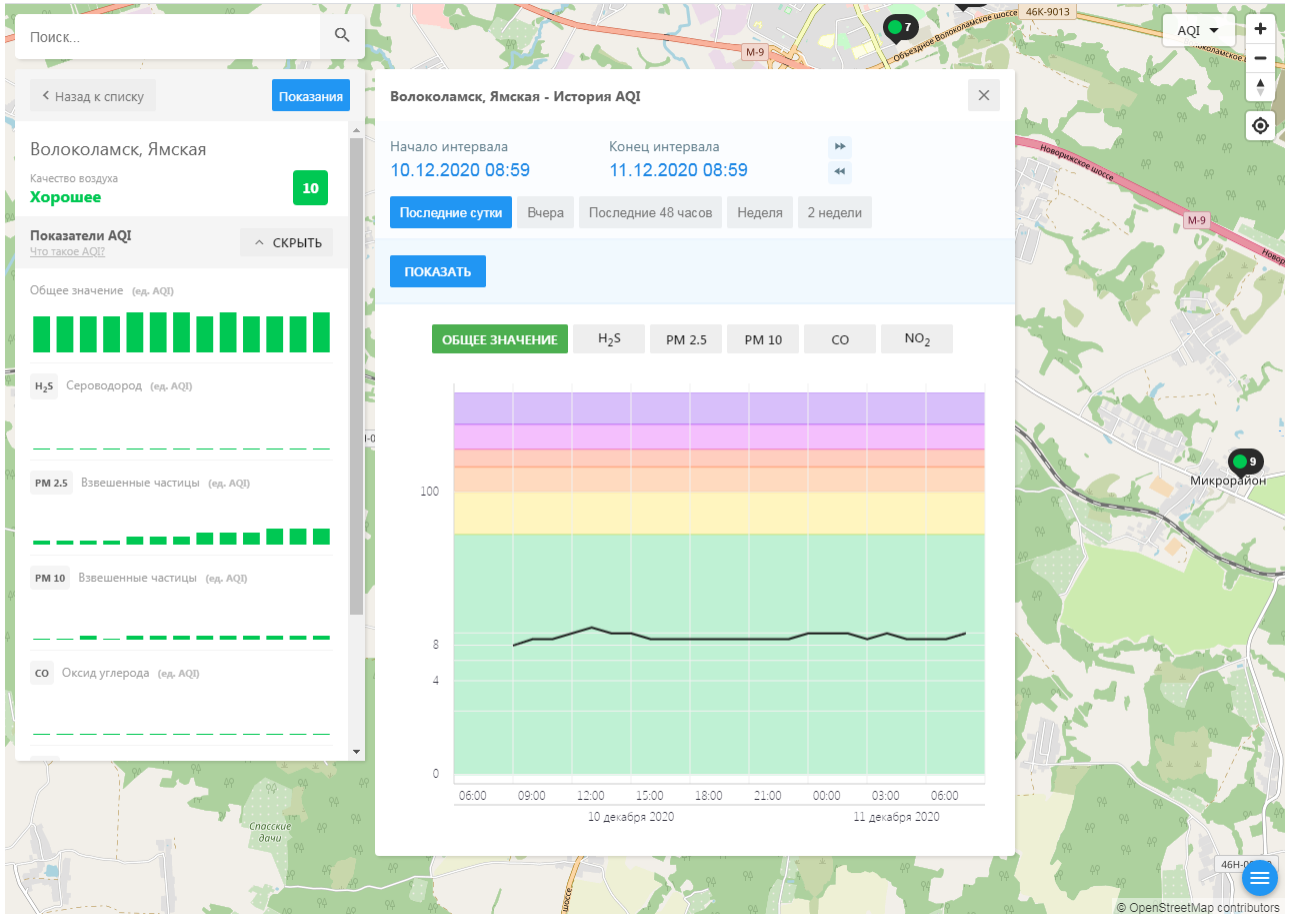 Поиск...
Назад к списку
Показания
Волоколамск, Ямская
Качество воздуха
Хорошее
10
Показатели AQI
Что такое AQI?
СКРЫТЬ
Общее значение (ед. AQI)
H2S Сероводород (ед. AQI)
PM 2.5 Взвешенные частицы (ед. AQI)
PM 10 Взвешенные частицы (ед. AQI)
CO Оксид углерода (ед. AQI)
Волоколамск, Ямская - История AQI
Начало интервала
10.12.2020 08:59
Конец интервала
11.12.2020 08:59
Последние сутки
Вчера
Последние 48 часов
Неделя
2 недели
ПОКАЗАТЬ
ОБЩЕЕ ЗНАЧЕНИЕ
H2S
PM 2.5
PM 10
CO
NO2
100
8
4
0
06:00 09:00 12:00 15:00 18:00 21:00 00:00 03:00 06:00
10 декабря 2020 11 декабря 2020
M-9
7
Объездное Волоколамское шоссе
46К-9013
AQI
Новорижское шоссе
M-9
9
Микрорайон
Спасские
дачи
шоссе
© OpenStreetMap contributors